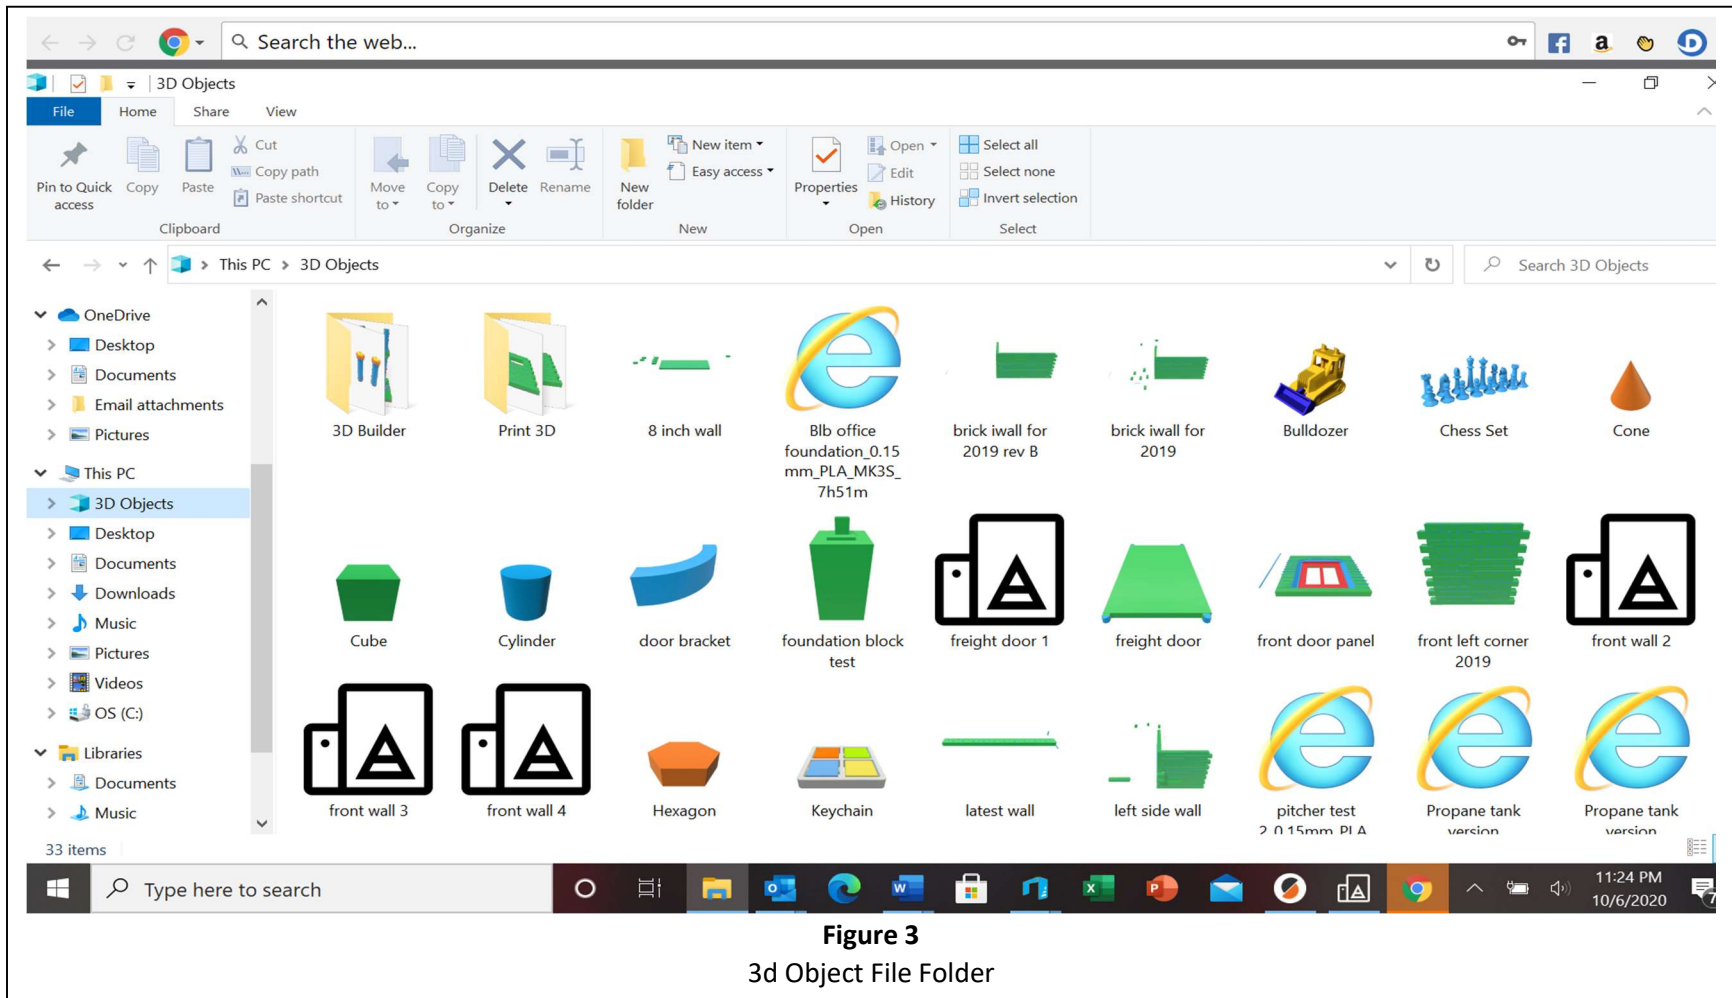 Search the web...
3D Objects
File Home Share View
Pin to Quick access
Copy
Paste
Cut
Copy path
Paste shortcut
Clipboard
Move to
Copy to
Delete
Rename
Organize
New folder
New item
Easy access
New
Properties
Open
Edit
History
Open
Select all
Select none
Invert selection
Select
This PC > 3D Objects
Search 3D Objects
OneDrive
Desktop
Documents
Email attachments
Pictures
This PC
3D Objects
Desktop
Documents
Downloads
Music
Pictures
Videos
OS (C:)
Libraries
Documents
Music
3D Builder
Print 3D
8 inch wall
Blb office
foundation_0.15
mm_PLA_MK3S_
7h51m
brick iwall for
2019 rev B
brick iwall for
2019
Bulldozer
Chess Set
Cone
Cube
Cylinder
door bracket
foundation block
test
freight door 1
freight door
front door panel
front left corner
2019
front wall 2
front wall 3
front wall 4
Hexagon
Keychain
latest wall
left side wall
pitcher test
2_0.15mm_PLA
Propane tank
version
Propane tank
version
33 items
Type here to search
11:24 PM
10/6/2020
Figure 3
3d Object File Folder